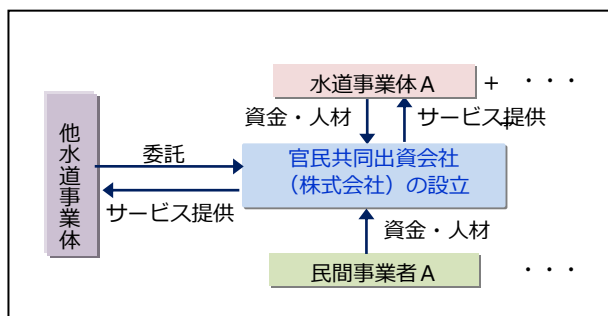 水道事業体A + ・・・
資金・人材 サービス提供
+
他水道事業体
委託
官民共同出資会社
（株式会社）の設立
サービス提供
資金・人材
民間事業者A ・・・